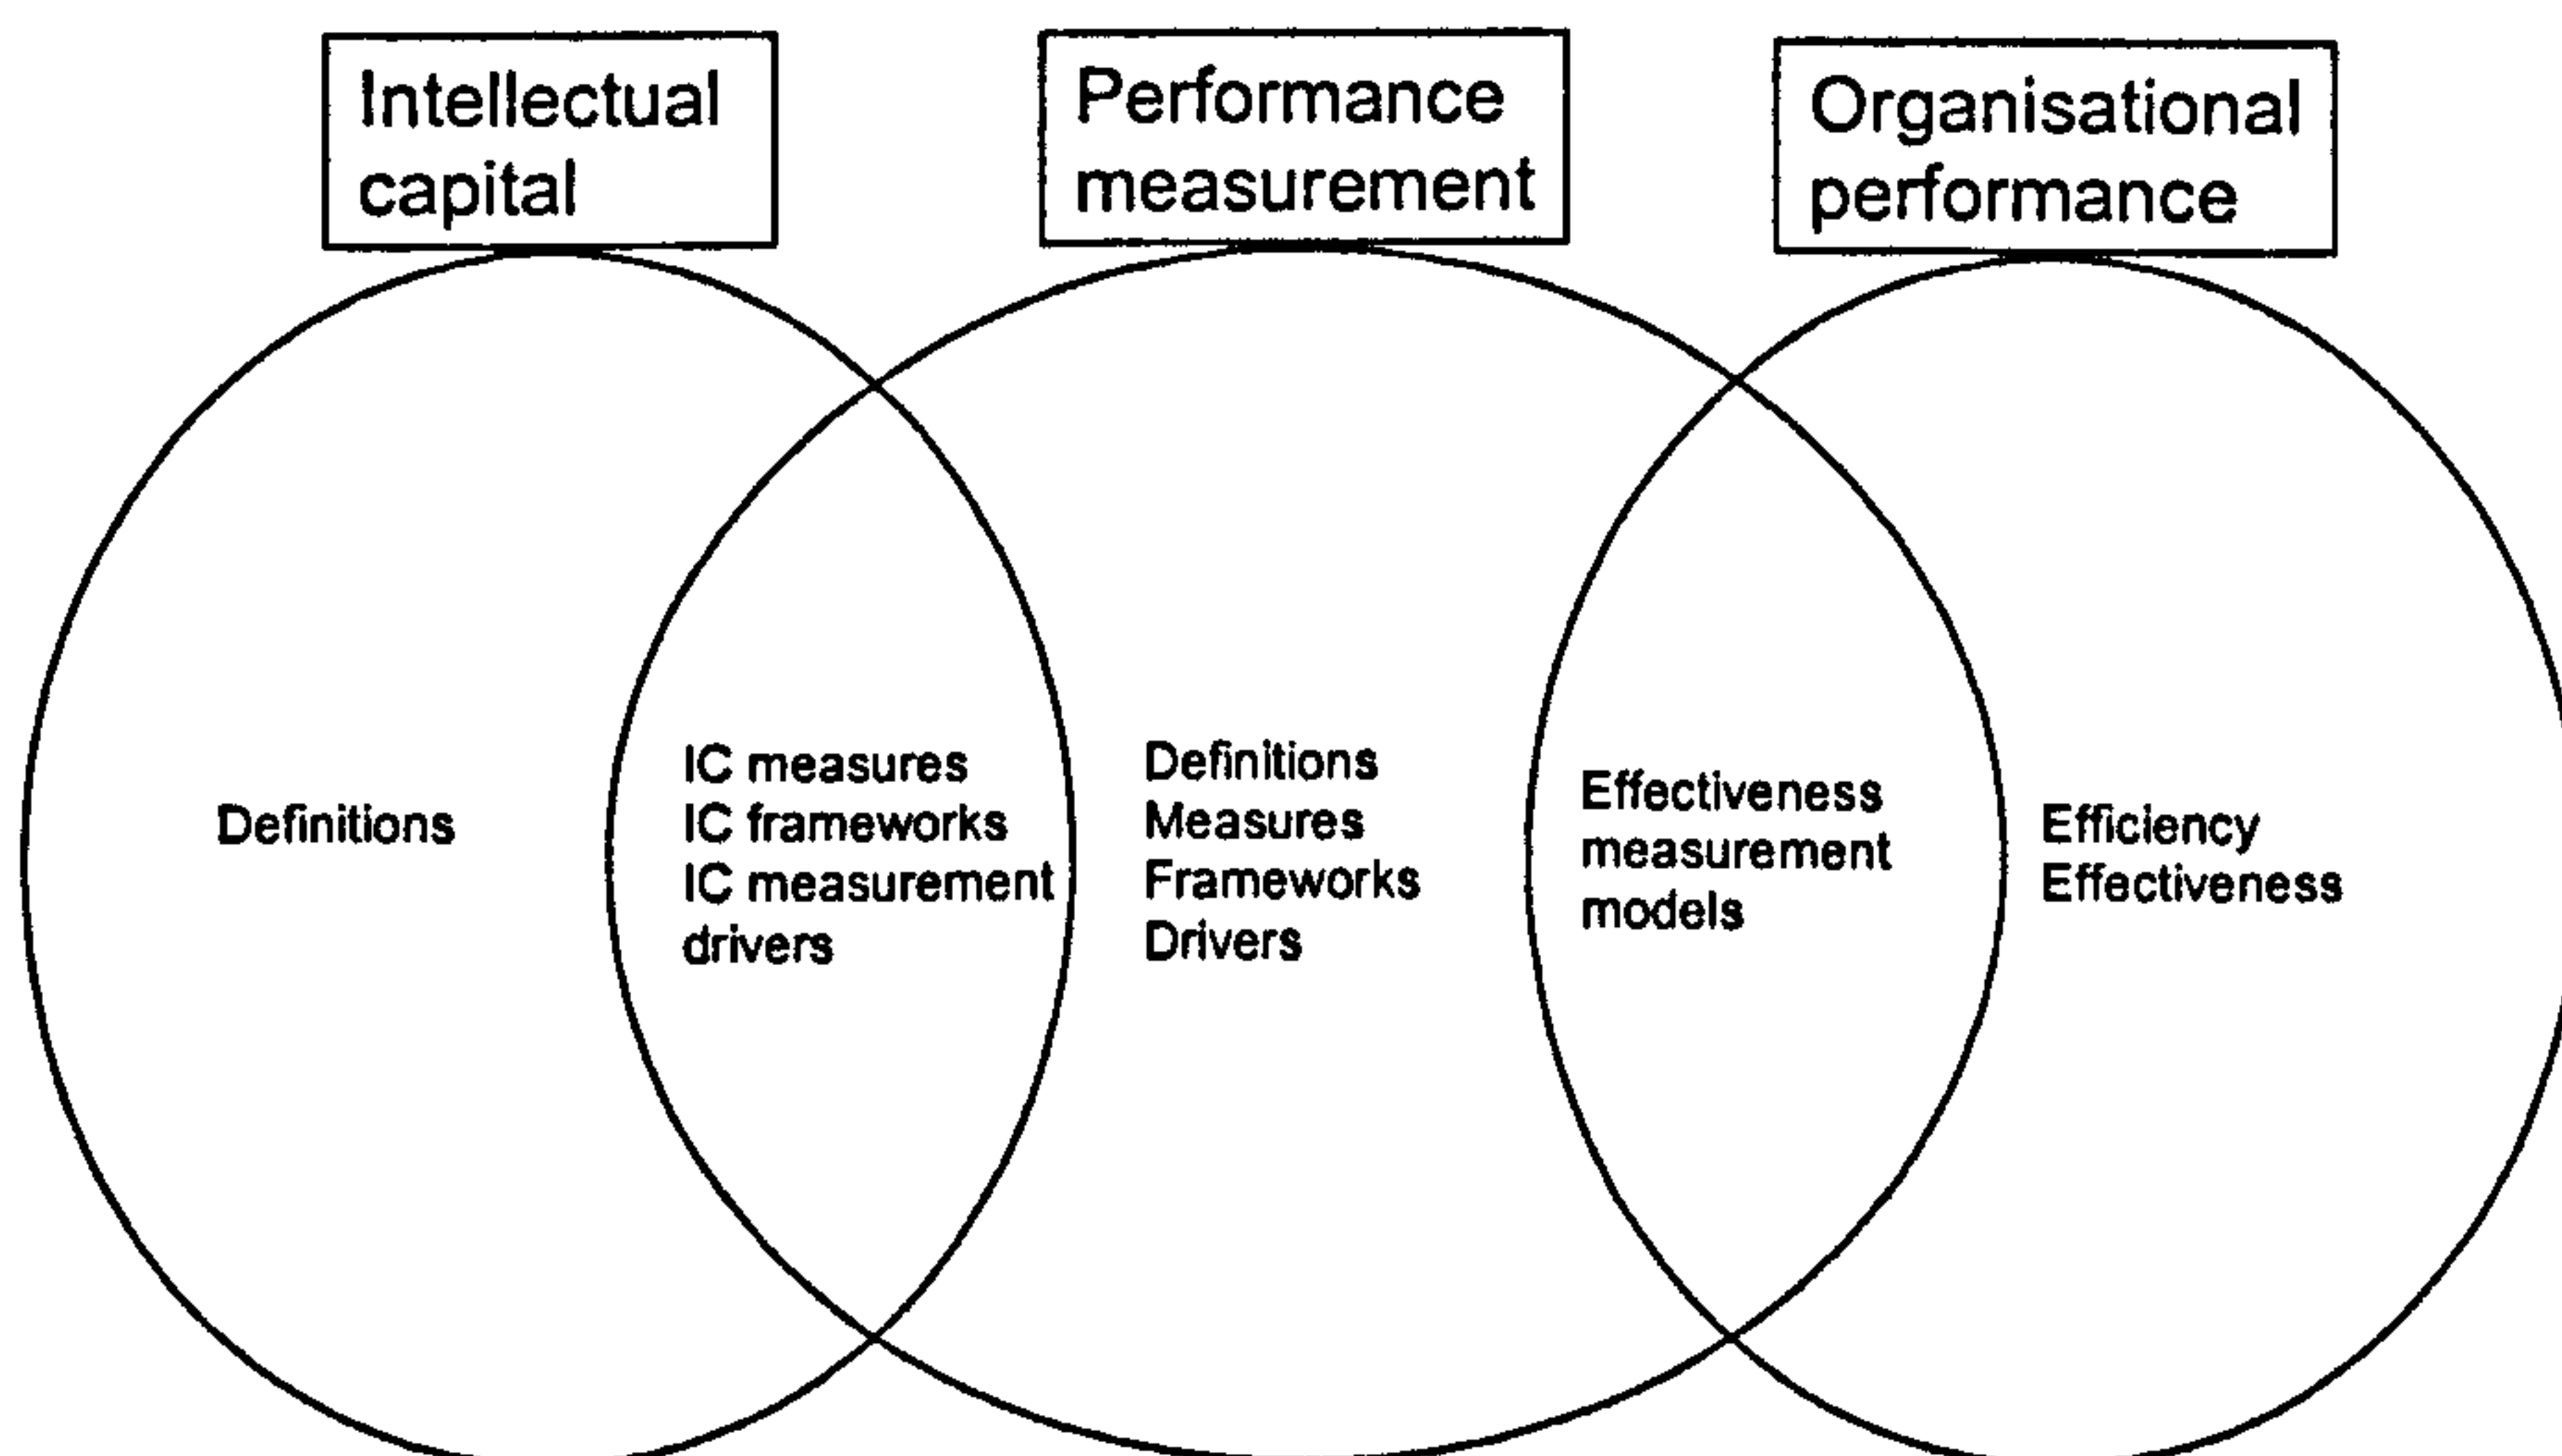 Intellectual
capital
Performance
measurement
Organisational
performance
Definitions
IC measures
IC frameworks
IC measurement
drivers
Definitions
Measures
Frameworks
Drivers
Effectiveness
measurement
models
Efficiency
Effectiveness